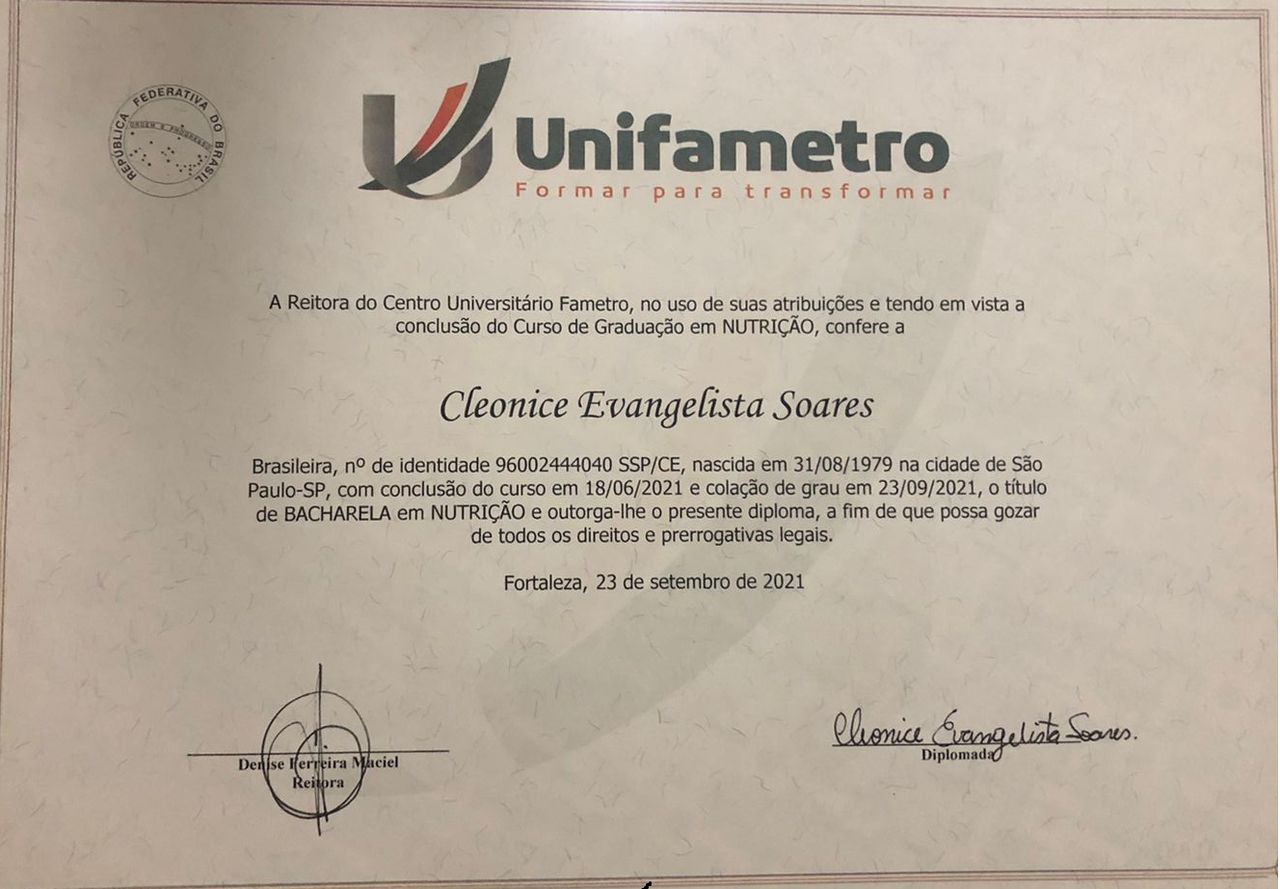 REPÚBLICA FEDERATIVA DO BRASIL
ORDEM E PROGRESSO
Unifametro
Formar para transformar
A Reitora do Centro Universitário Fametro, no uso de suas atribuições e tendo em vista a
conclusão do Curso de Graduação em NUTRIÇÃO, confere a
Cleonice Evangelista Soares
Brasileira, nº de identidade 96002444040 SSP/CE, nascida em 31/08/1979 na cidade de São
Paulo-SP, com conclusão do curso em 18/06/2021 e colação de grau em 23/09/2021, o título
de BACHARELA em NUTRIÇÃO e outorga-lhe o presente diploma, a fim de que possa gozar
de todos os direitos e prerrogativas legais.
Fortaleza, 23 de setembro de 2021
Denise Ferreira Maciel
Reitora
Cleonice Evangelista Soares.
Diplomada